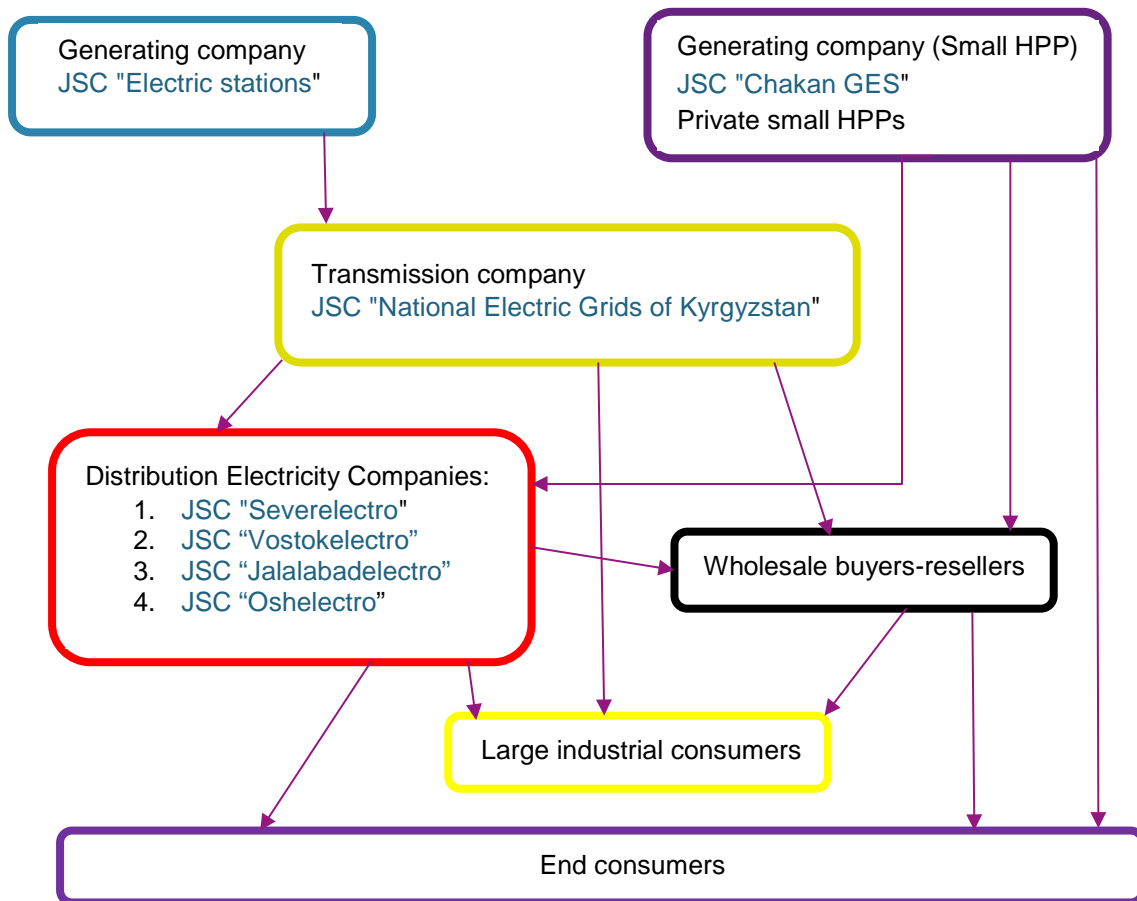 Generating company
JSC "Electric stations"
Generating company (Small HPP)
JSC "Chakan GES"
Private small HPPs
Transmission company
JSC "National Electric Grids of Kyrgyzstan"
Distribution Electricity Companies:
1. JSC "Severelectro"
2. JSC “Vostokelectro”
3. JSC “Jalalabadelectro”
4. JSC “Oshelectro”
Wholesale buyers-resellers
Large industrial consumers
End consumers